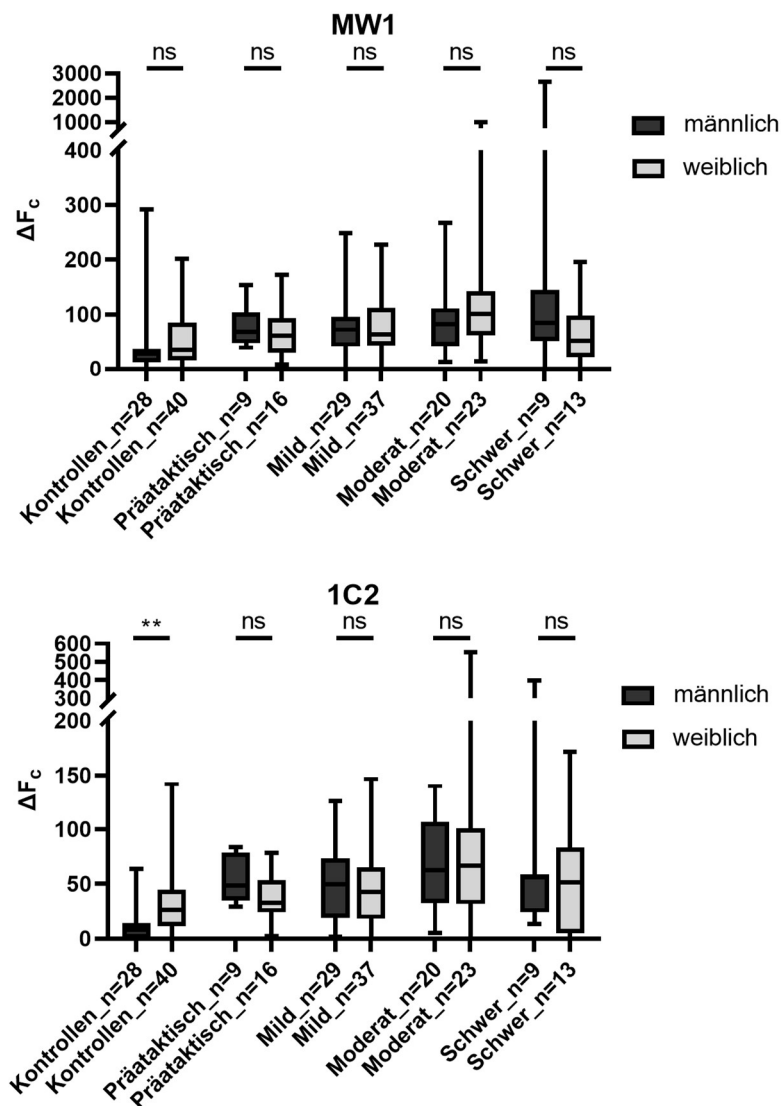 MW1
ns ns ns ns ns
3000
2000
1000
400
300
200
100
0
ΔFc
männlich
weiblich
Kontrollen_n=28
Kontrollen_n=40
Präataktisch_n=9
Präataktisch_n=16
Mild_n=29
Mild_n=37
Moderat_n=20
Moderat_n=23
Schwer_n=9
Schwer_n=13
1C2
** ns ns ns ns
600
500
400
300
200
150
100
50
0
ΔFc
männlich
weiblich
Kontrollen_n=28
Kontrollen_n=40
Präataktisch_n=9
Präataktisch_n=16
Mild_n=29
Mild_n=37
Moderat_n=20
Moderat_n=23
Schwer_n=9
Schwer_n=13